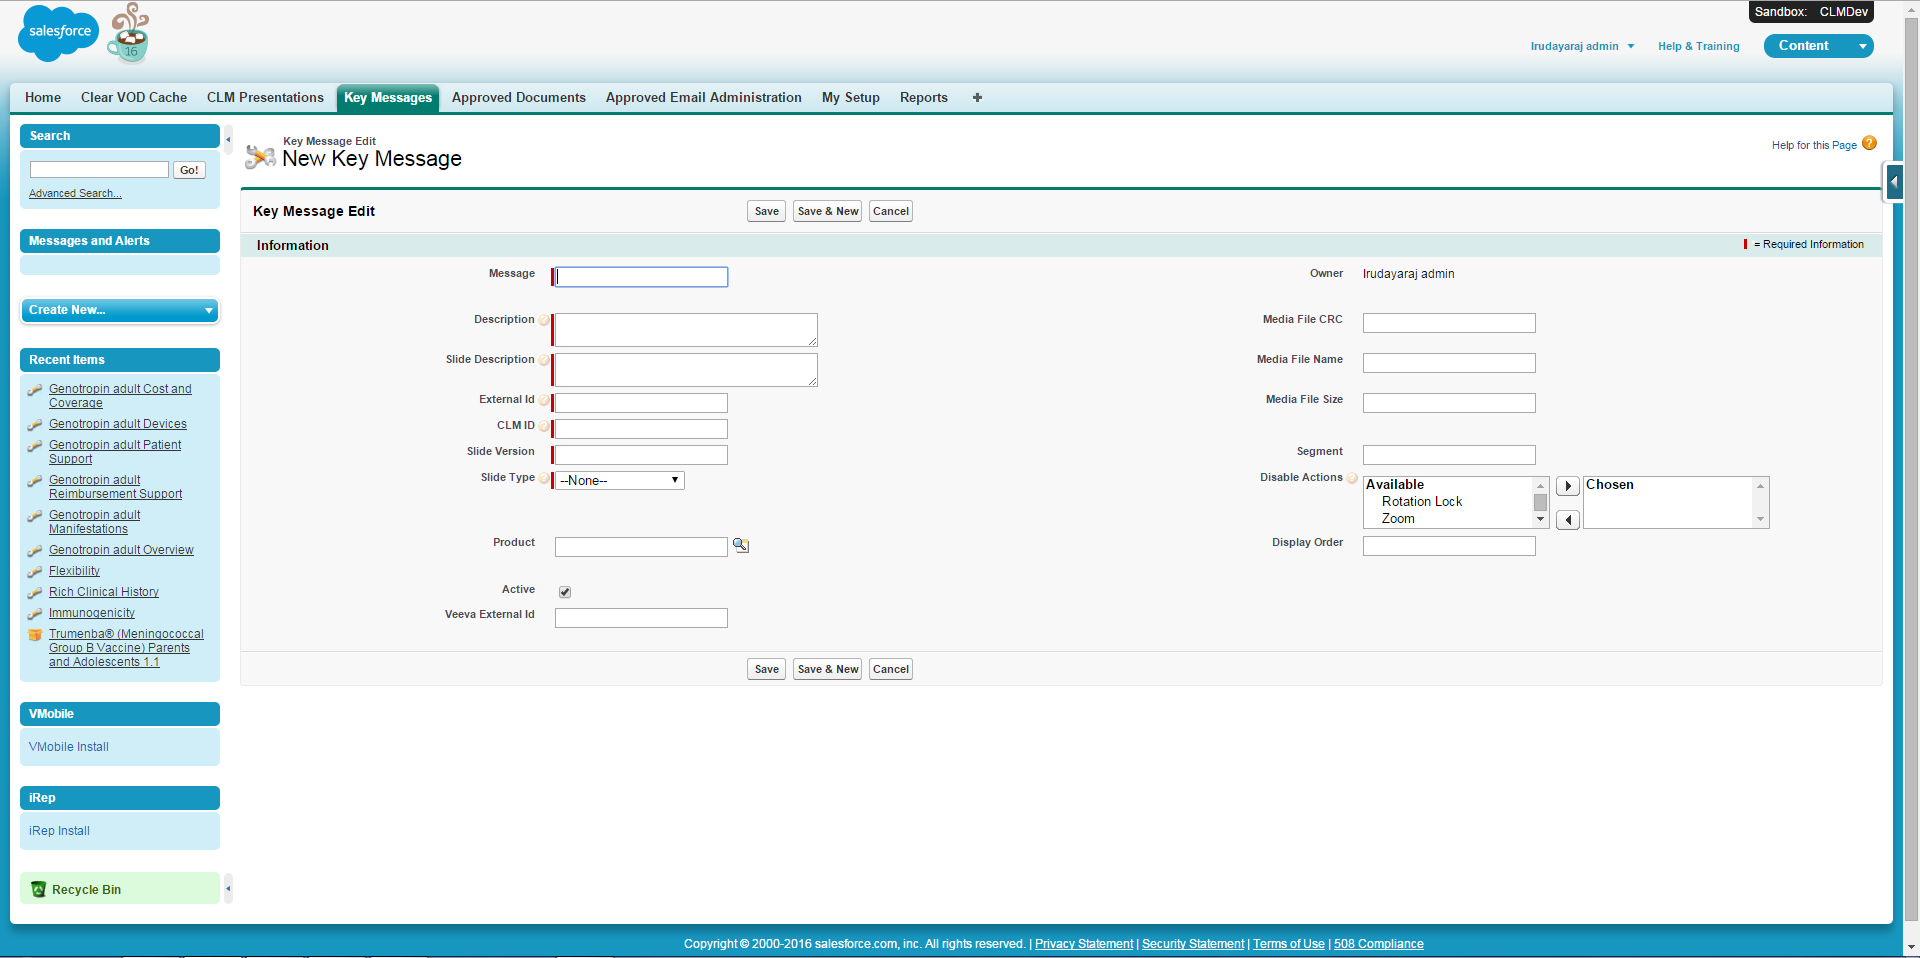 Sandbox: CLMDev
salesforce
16
Irudayaraj admin
Help & Training
Content
Home
Clear VOD Cache
CLM Presentations
Key Messages
Approved Documents
Approved Email Administration
My Setup
Reports
+
Search
Go!
Advanced Search...
Messages and Alerts
Create New...
Recent Items
Genotropin adult Cost and
Coverage
Genotropin adult Devices
Genotropin adult Patient
Support
Genotropin adult
Reimbursement Support
Genotropin adult
Manifestations
Genotropin adult Overview
Flexibility
Rich Clinical History
Immunogenicity
Trumenba® (Meningococcal
Group B Vaccine) Parents
and Adolescents 1.1
VMobile
VMobile Install
iRep
iRep Install
Recycle Bin
Key Message Edit
New Key Message
Help for this Page ?
Key Message Edit
Save
Save & New
Cancel
Information
= Required Information
Message
Owner
Irudayaraj admin
Description
Media File CRC
Slide Description
Media File Name
External Id
Media File Size
CLM ID
Slide Version
Segment
Slide Type
--None--
Disable Actions
Available
Rotation Lock
Zoom
Chosen
Product
Display Order
Active
Veeva External Id
Save
Save & New
Cancel
Copyright © 2000-2016 salesforce.com, inc. All rights reserved. | Privacy Statement | Security Statement | Terms of Use | 508 Compliance